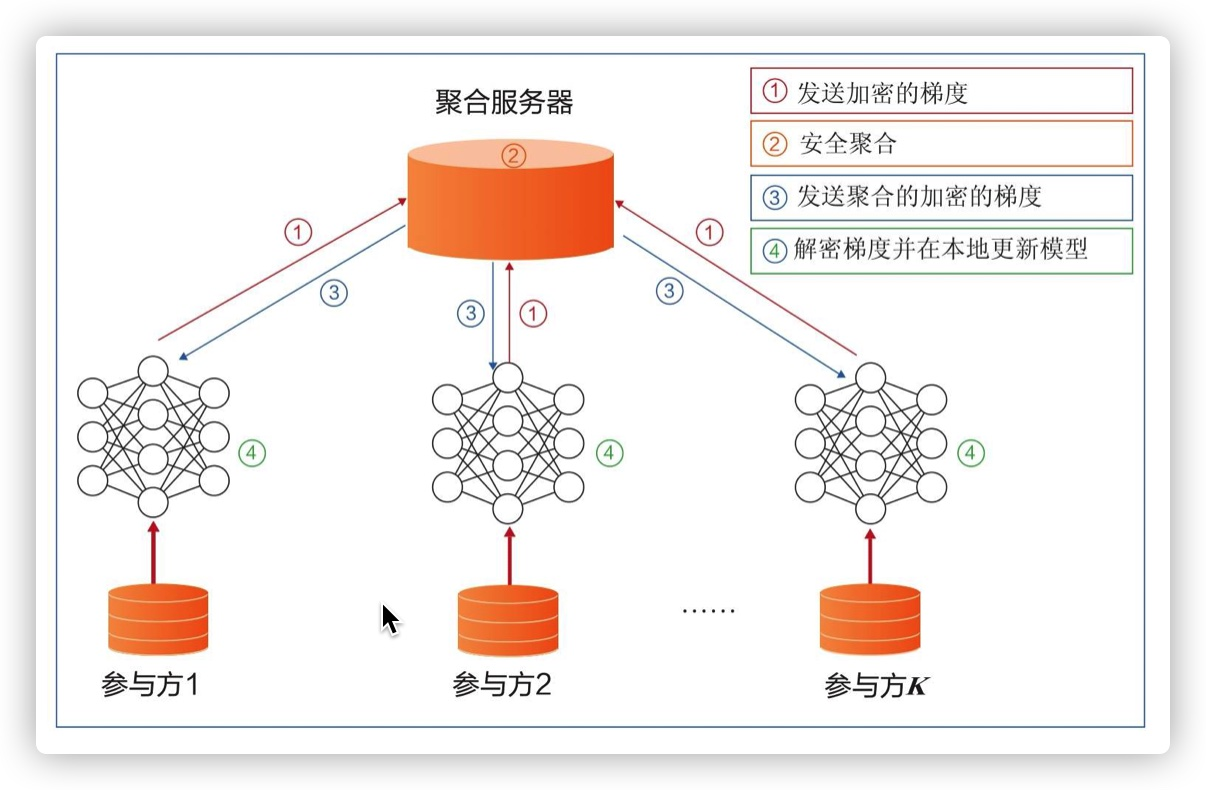 聚合服务器
① 发送加密的梯度
② 安全聚合
③ 发送聚合的加密的梯度
④ 解密梯度并在本地更新模型
②
① ①
③ ③ ① ③
④ ④ ④
······
参与方1 参与方2 参与方K